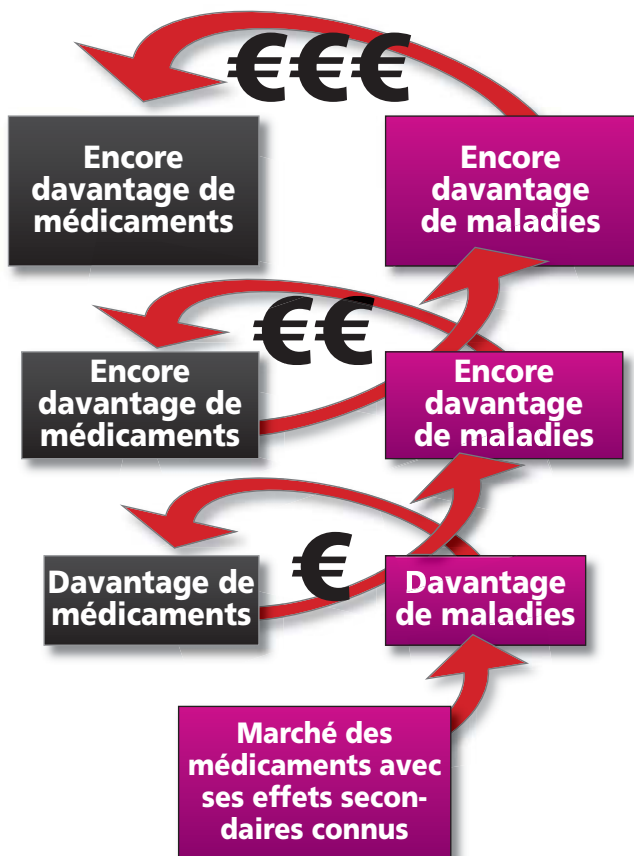 €€€
Encore
davantage de
médicaments
Encore
davantage
de maladies
€€
Encore
davantage de
médicaments
Encore
davantage
de maladies
€
Davantage de
médicaments
Davantage
de maladies
Marché des
médicaments avec
ses effets secon-
daires connus